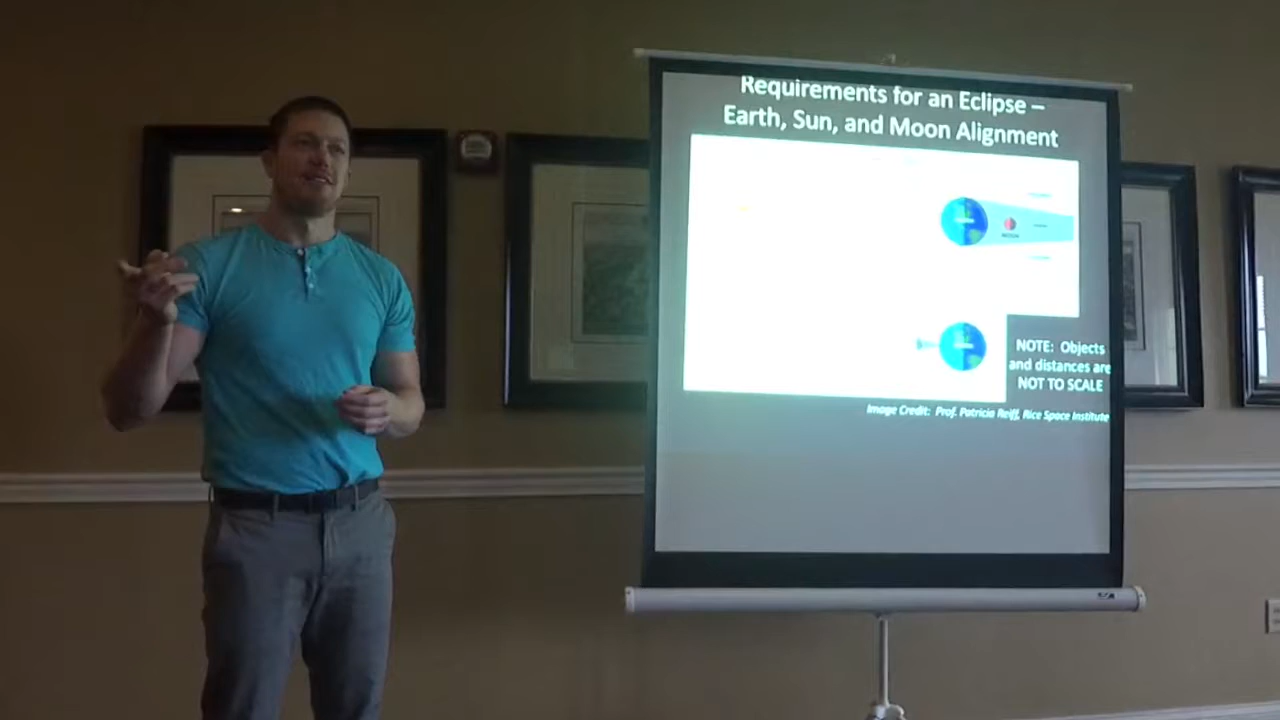 Requirements for an Eclipse –
Earth, Sun, and Moon Alignment
MOON
NOTE: Objects
and distances are
NOT TO SCALE
Image Credit: Prof. Patricia Reiff, Rice Space Institute